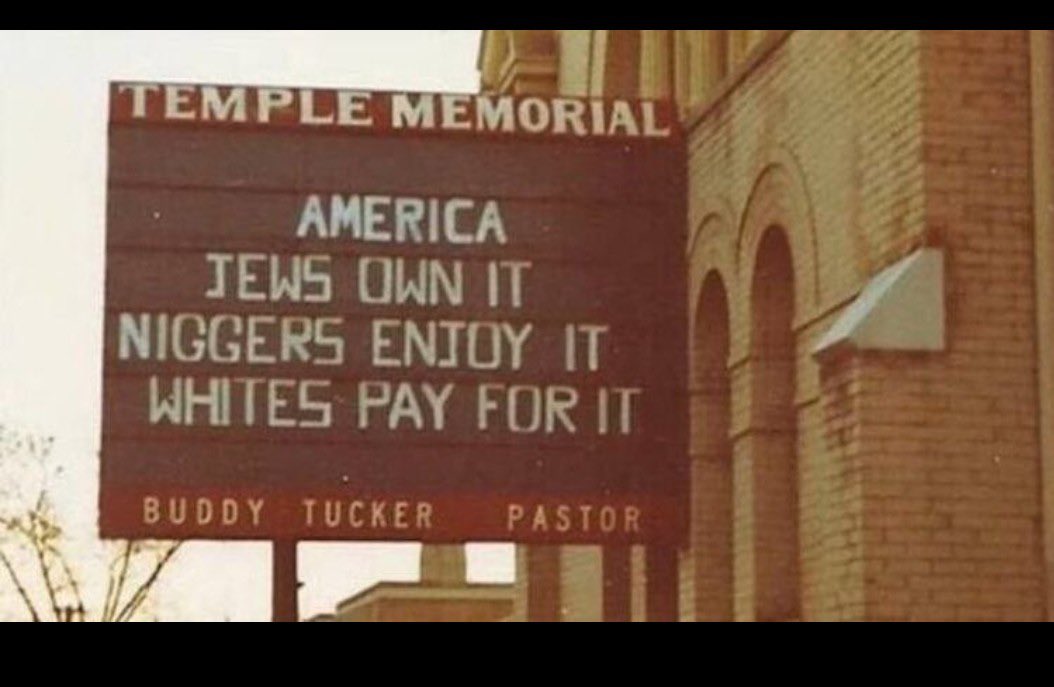 TEMPLE MEMORIAL
AMERICA
JEWS OWN IT
NIGGERS ENJOY IT
WHITES PAY FOR IT
BUDDY TUCKER PASTOR